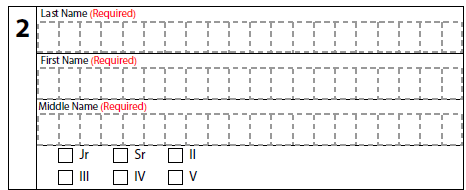 2
Last Name (Required)
First Name (Required)
Middle Name (Required)
Jr Sr II
III IV V